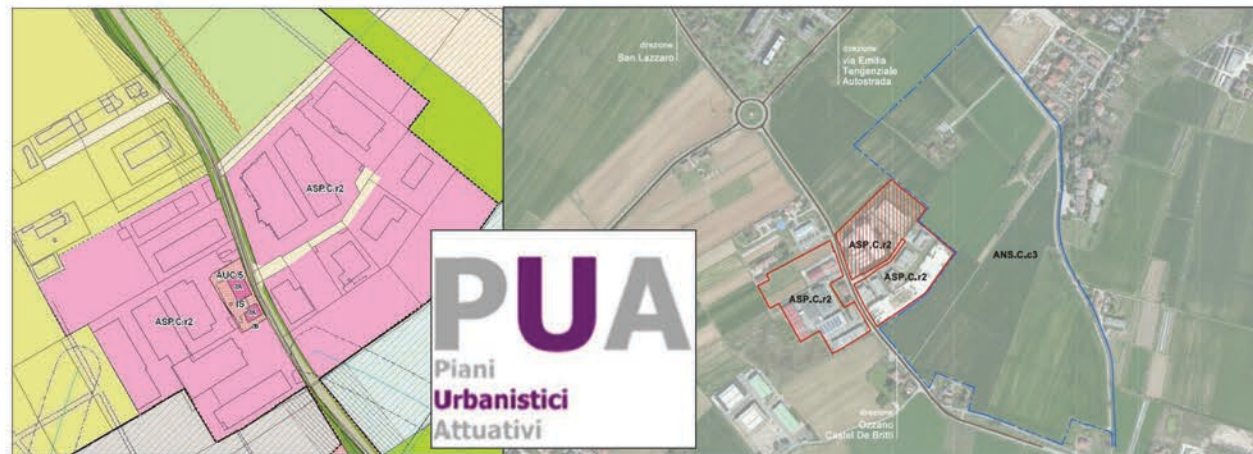 ASP.C.r2
AUC/5
IS
ASP.C.r2
PUA
Piani
Urbanistici
Attuativi
direzione
San Lazzaro
direzione
via Emilia
Tangenziale
Autostrada
ASP.C.r2
ASP.C.r2
ASP.C.r2
ANS.C.c3
direzione
Ozzano
Castel De Britti